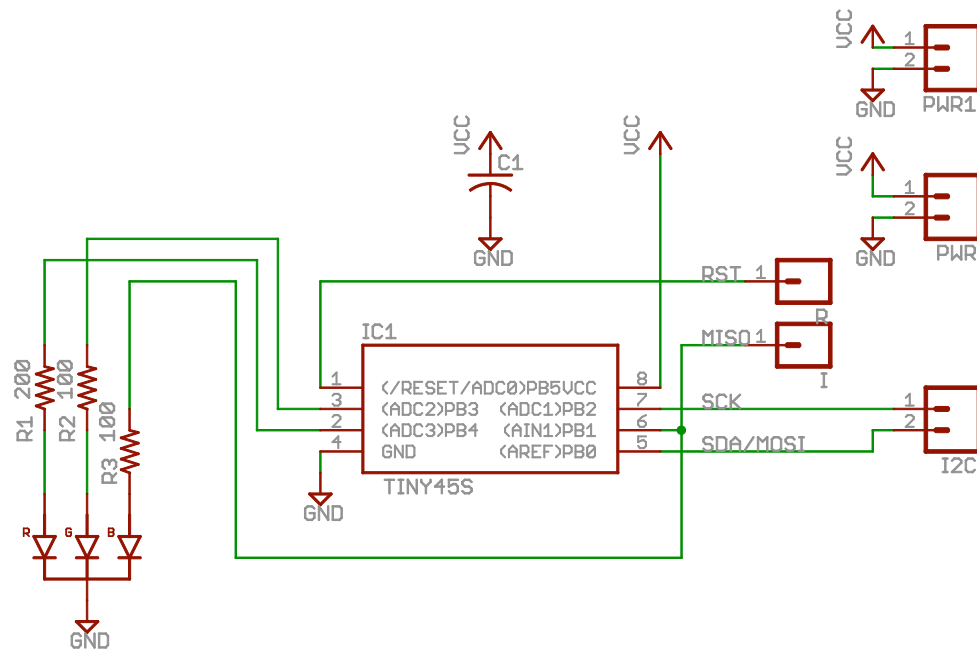 VCC
1
2
GND
PWR1
VCC
C1
GND
VCC
VCC
1
2
GND
PWR
RST 1
R
MISO 1
I
IC1
1 (/RESET/ADC0)PB5 VCC 8
3 (ADC2)PB3 (ADC1)PB2 7
2 (ADC3)PB4 (AIN1)PB1 6
4 GND (AREF)PB0 5
TINY45S
GND
SCK 1
2
SDA/MOSI
I2C
R1 200
R2 100
R3 100
R G B
GND